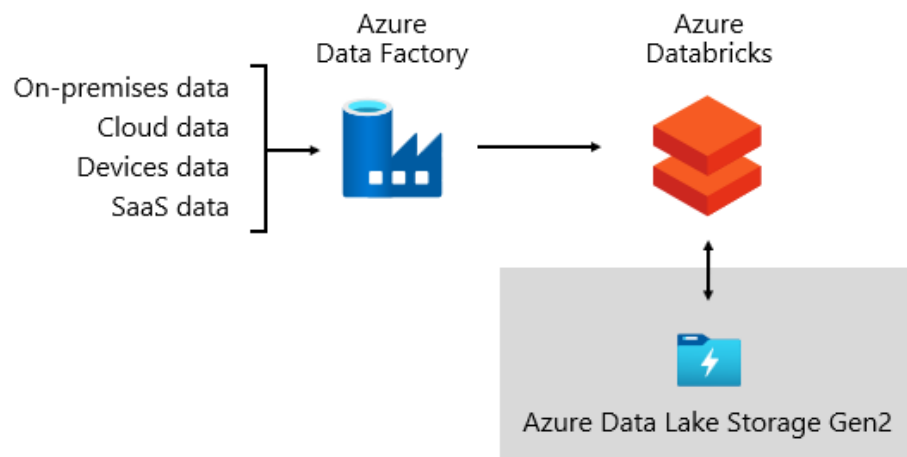 Azure
Data Factory
Azure
Databricks
On-premises data
Cloud data
Devices data
SaaS data
Azure Data Lake Storage Gen2